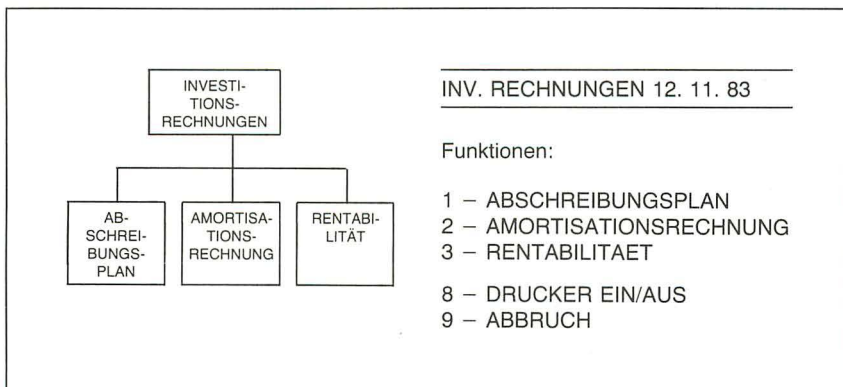 INVESTI-
TIONS-
RECHNUNGEN
AB-
SCHREI-
BUNGS-
PLAN
AMORTISA-
TIONS-
RECHNUNG
RENTABI-
LITÄT
INV. RECHNUNGEN 12. 11. 83
Funktionen:
1 – ABSCHREIBUNGSPLAN
2 – AMORTISATIONSRECHNUNG
3 – RENTABILITAET
8 – DRUCKER EIN/AUS
9 – ABBRUCH